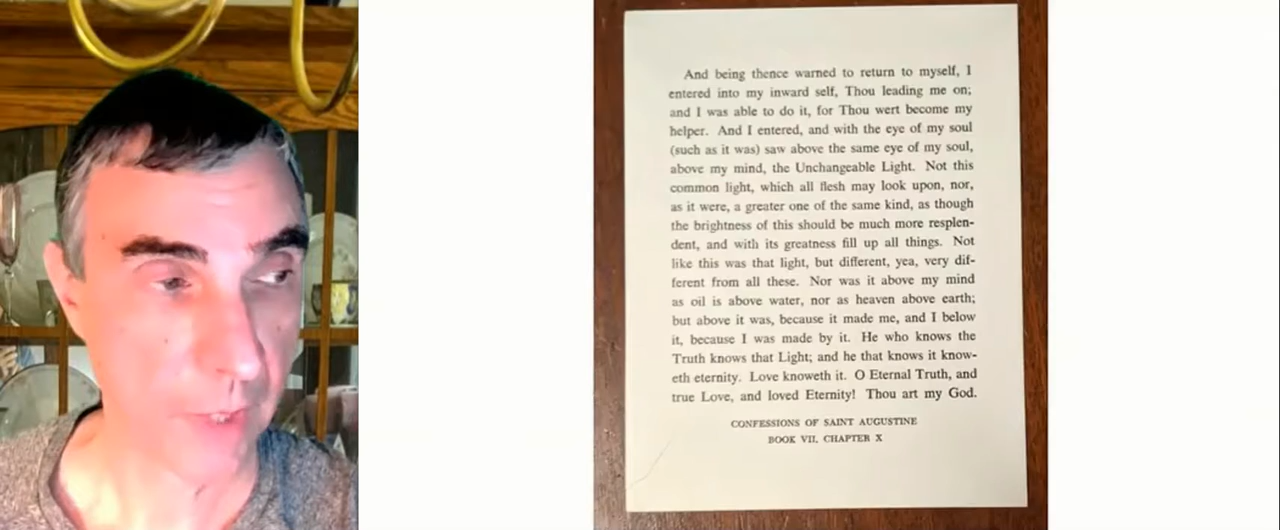 And being thence warned to return to myself, I
entered into my inward self, Thou leading me on;
and I was able to do it, for Thou wert become my
helper. And I entered, and with the eye of my soul
(such as it was) saw above the same eye of my soul,
above my mind, the Unchangeable Light. Not this
common light, which all flesh may look upon, nor,
as it were, a greater one of the same kind, as though
the brightness of this should be much more resplen-
dent, and with its greatness fill up all things. Not
like this was that light, but different, yea, very dif-
ferent from all these. Nor was it above my mind
as oil is above water, nor as heaven above earth;
but above it was, because it made me, and I below
it, because I was made by it. He who knows the
Truth knows that Light; and he that knows it know-
eth eternity. Love knoweth it. O Eternal Truth, and
true Love, and loved Eternity! Thou art my God.
CONFESSIONS OF SAINT AUGUSTINE
BOOK VII, CHAPTER X